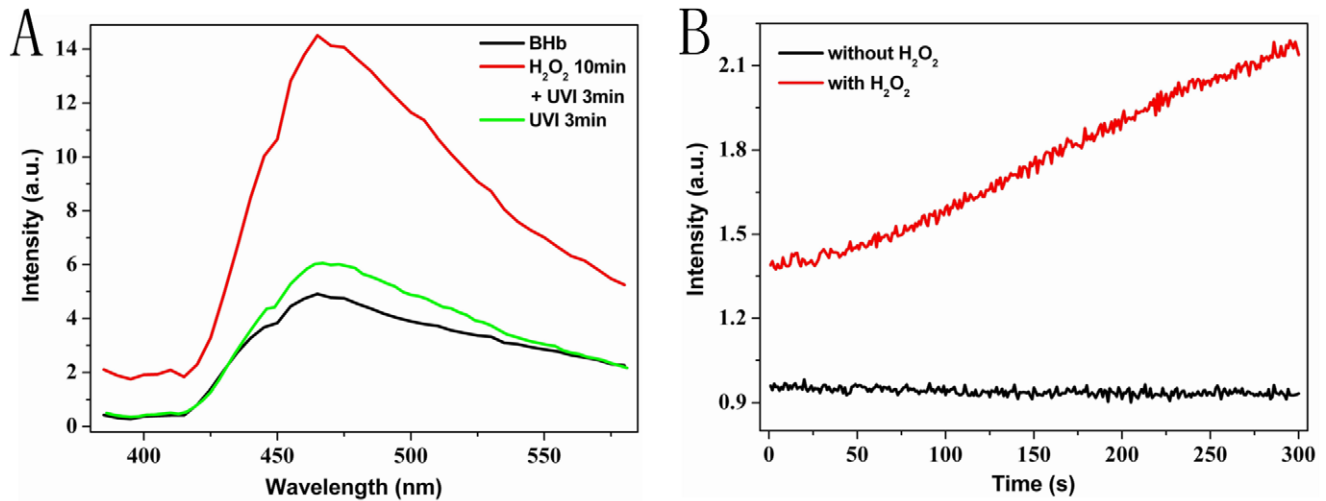 A
Intensity (a.u.)
14
12
10
8
6
4
2
0
BHb
H₂O₂ 10min
+ UVI 3min
UVI 3min
400
450
500
550
Wavelength (nm)
B
Intensity (a.u.)
2.1
1.8
1.5
1.2
0.9
without H₂O₂
with H₂O₂
0
50
100
150
200
250
300
Time (s)